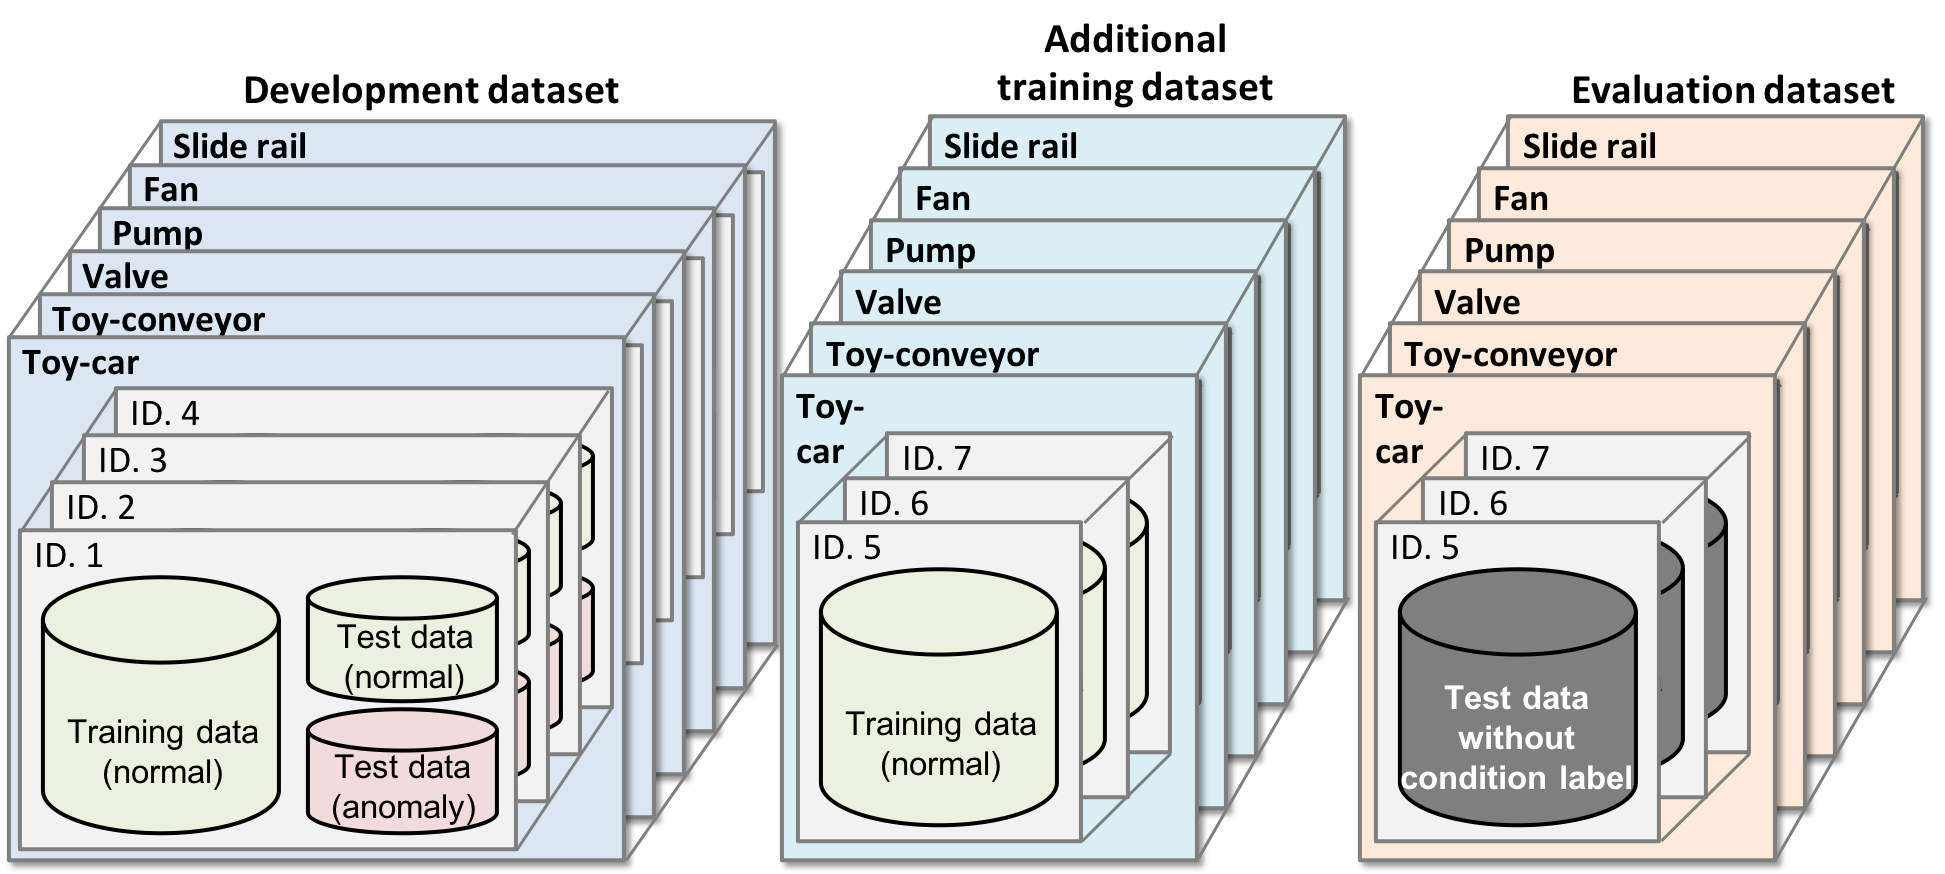 Development dataset
Slide rail
Fan
Pump
Valve
Toy-conveyor
Toy-car
ID. 4
ID. 3
ID. 2
ID. 1
Training data
(normal)
Test data
(normal)
Test data
(anomaly)
Additional
training dataset
Slide rail
Fan
Pump
Valve
Toy-conveyor
Toy-
car
ID. 7
ID. 6
ID. 5
Training data
(normal)
Evaluation dataset
Slide rail
Fan
Pump
Valve
Toy-conveyor
Toy-
car
ID. 7
ID. 6
ID. 5
Test data
without
condition label